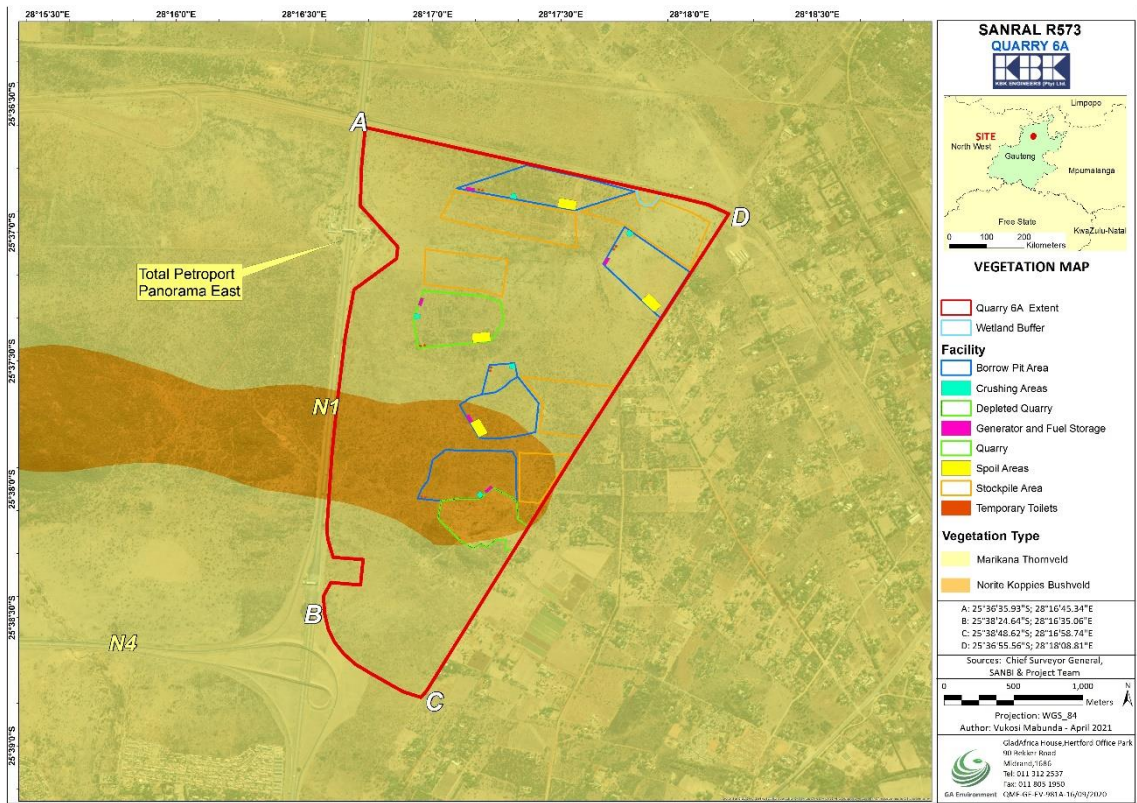 28°15'30"E 28°16'0"E 28°16'30"E 28°17'0"E 28°17'30"E 28°18'0"E 28°18'30"E
25°36'30"S
25°37'0"S
25°37'30"S
25°38'0"S
25°38'30"S
25°39'0"S
A
D
Total Petroport
Panorama East
N1
B
N4
C
SANRAL R573
QUARRY 6A
KBK
KBK ENGINEERS (Pty) Ltd
Limpopo
SITE
North West
Gauteng
Mpumalanga
Free State
KwaZulu-Natal
0 100 200
Kilometers
VEGETATION MAP
Quarry 6A Extent
Wetland Buffer
Facility
Borrow Pit Area
Crushing Areas
Depleted Quarry
Generator and Fuel Storage
Quarry
Spoil Areas
Stockpile Area
Temporary Toilets
Vegetation Type
Marikana Thornveld
Norite Koppies Bushveld
A: 25°36'35.93"S; 28°16'45.34"E
B: 25°38'24.64"S; 28°16'35.06"E
C: 25°38'48.62"S; 28°16'58.74"E
D: 25°36'55.56"S; 28°18'08.81"E
Sources: Chief Surveyor General,
SANBI & Project Team
0 500 1,000
Meters
N
Projection: WGS_84
Author: Vukosi Mabunda - April 2021
GladAfrica House,Hertford Office Park
90 Bekker Road
Midrand,1686
Tel: 011 312 2537
Fax: 011 805 1950
GA Environment QMF-GE-EV-981A-16/09/2020